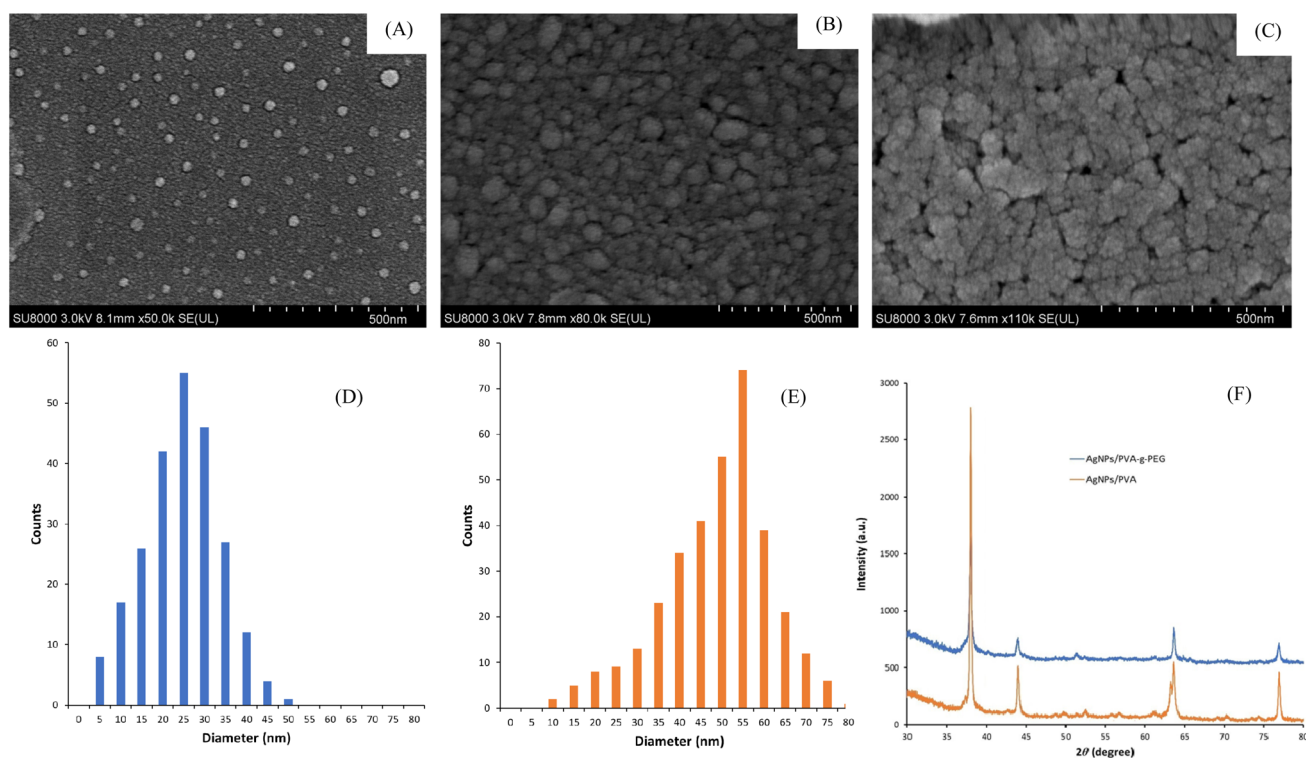 (A)
SU8000 3.0kV 8.1mm x50.0k SE(UL)
500nm
(B)
SU8000 3.0kV 7.8mm x80.0k SE(UL)
500nm
(C)
SU8000 3.0kV 7.6mm x110k SE(UL)
500nm
60
50
40
30
20
10
0
Counts
(D)
0 5 10 15 20 25 30 35 40 45 50 55 60 65 70 75 80
Diameter (nm)
80
70
60
50
40
30
20
10
0
Counts
(E)
0 5 10 15 20 25 30 35 40 45 50 55 60 65 70 75 80
Diameter (nm)
3000
2500
2000
1500
1000
500
0
Intensity (a.u.)
(F)
AgNPs/PVA-g-PEG
AgNPs/PVA
30 35 40 45 50 55 60 65 70 75 80
2θ (degree)